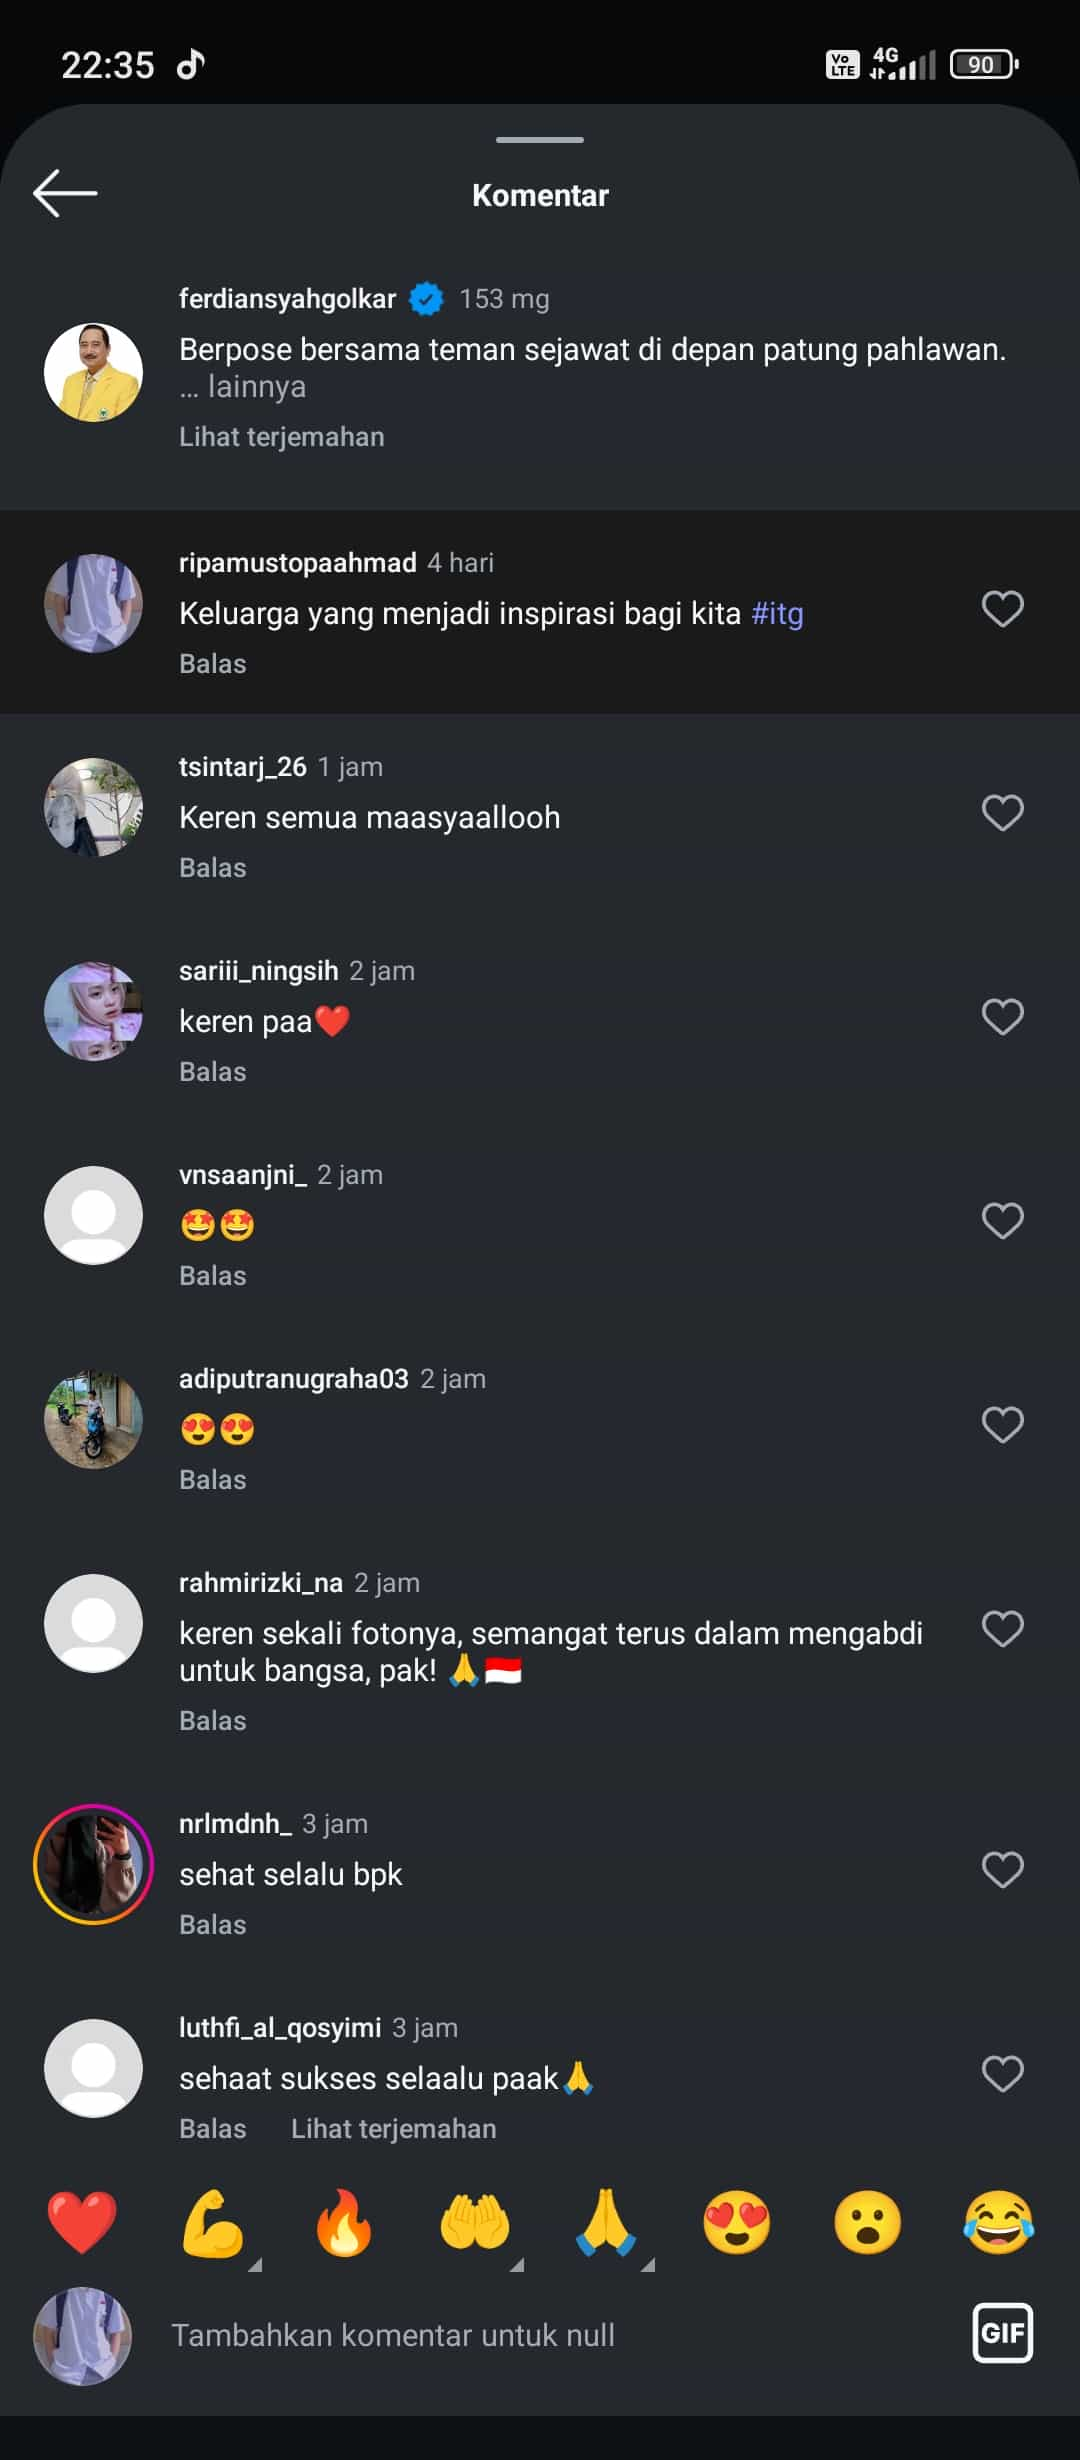 22:35
Vo LTE 4G 90
Komentar
ferdiansyahgolkar 153 mg
Berpose bersama teman sejawat di depan patung pahlawan.
... lainnya
Lihat terjemahan
ripamustopaahmad 4 hari
Keluarga yang menjadi inspirasi bagi kita #itg
Balas
tsintarj_26 1 jam
Keren semua maasyaallooh
Balas
sariii_ningsih 2 jam
keren paa❤️
Balas
vnsaanjni_ 2 jam
🤩🤩
Balas
adiputranugraha03 2 jam
😍😍
Balas
rahmirizki_na 2 jam
keren sekali fotonya, semangat terus dalam mengabdi
untuk bangsa, pak! 🙏🇮🇩
Balas
nrlmdnh_ 3 jam
sehat selalu bpk
Balas
luthfi_al_qosyimi 3 jam
sehaat sukses selaalu paak🙏
Balas Lihat terjemahan
❤️ 💪 🔥 🤲 🙏 😍 😮 😂
Tambahkan komentar untuk null GIF